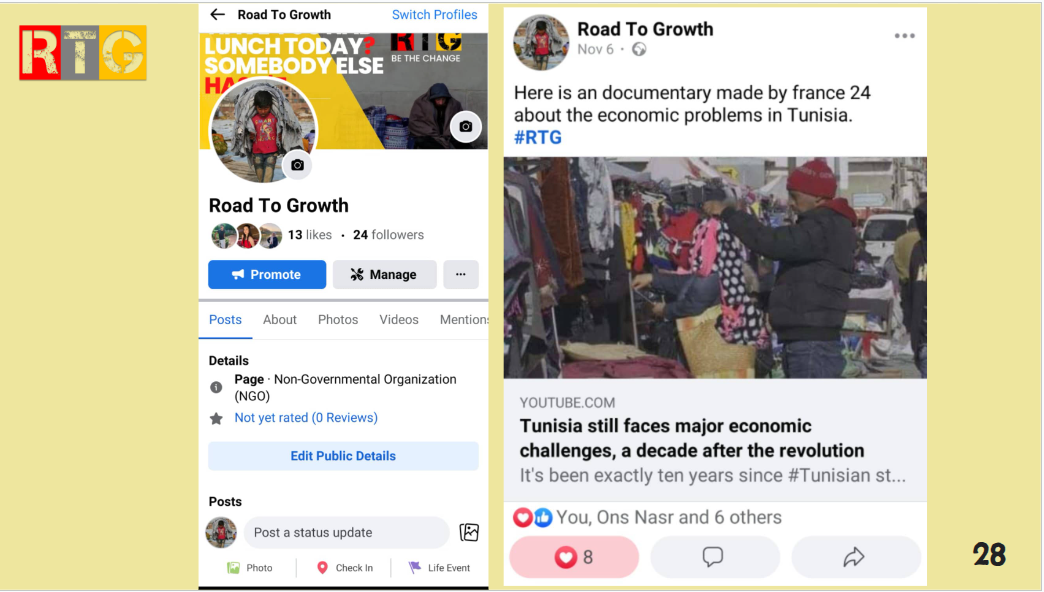 RTG
Road To Growth
Switch Profiles
LUNCH TODAY?
SOMEBODY ELSE
RTG
BE THE CHANGE
Road To Growth
13 likes · 24 followers
Promote
Manage
Posts
About
Photos
Videos
Mentions
Details
Page · Non-Governmental Organization
(NGO)
Not yet rated (0 Reviews)
Edit Public Details
Posts
Post a status update
Photo
Check In
Life Event
Road To Growth
Nov 6 ·
Here is an documentary made by france 24
about the economic problems in Tunisia.
#RTG
YOUTUBE.COM
Tunisia still faces major economic
challenges, a decade after the revolution
It's been exactly ten years since #Tunisian st...
You, Ons Nasr and 6 others
8
28